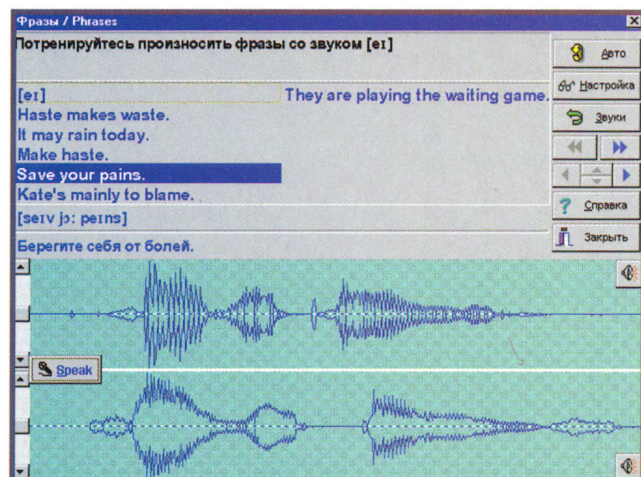 Фразы / Phrases
Потренируйтесь произносить фразы со звуком [eɪ]
[eɪ]
They are playing the waiting game.
Haste makes waste.
It may rain today.
Make haste.
Save your pains.
Kate's mainly to blame.
[seɪv jɔ: peɪns]
Берегите себя от болей.
Авто
Настройка
Звуки
Справка
Закрыть
Speak